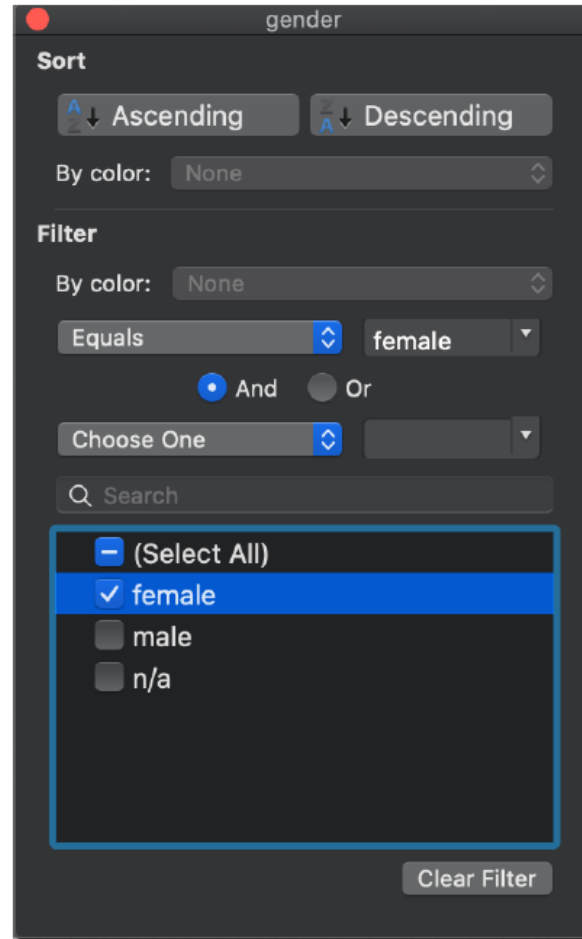 gender
Sort
A Z Ascending Z A Descending
By color: None
Filter
By color: None
Equals female
And Or
Choose One
Search
(Select All)
female
male
n/a
Clear Filter